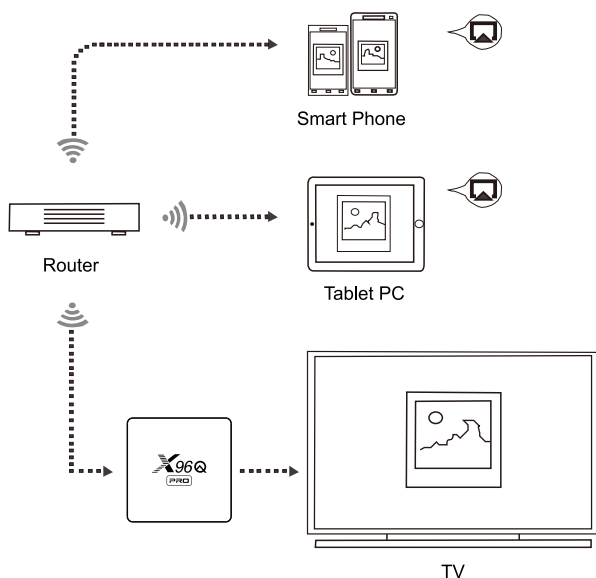 Smart Phone
Router
Tablet PC
X96Q
PRO
TV